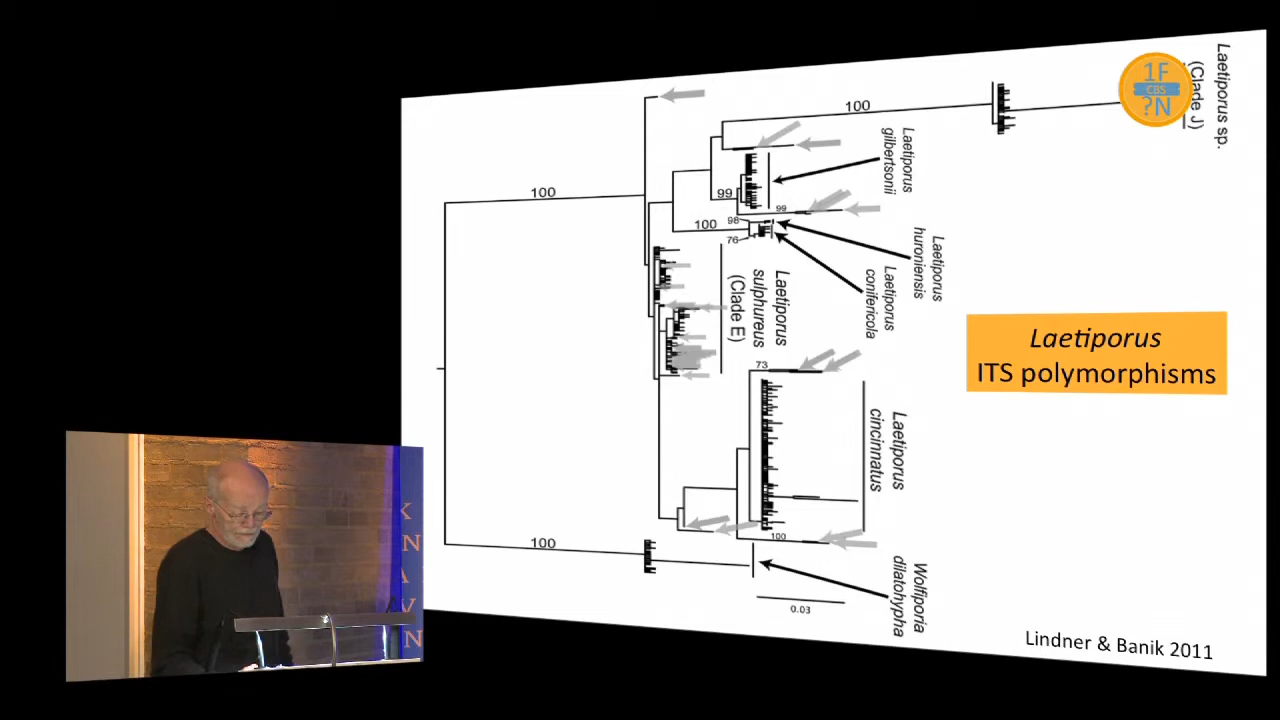 Laetiporus sp.
(Clade J)
1F
CBS
?N
100
Laetiporus
gilbertsonii
100
99
99
98
100
76
Laetiporus
huroniensis
Laetiporus
conifericola
Laetiporus
sulphureus
(Clade E)
Laetiporus
ITS polymorphisms
73
Laetiporus
cincinnatus
100
100
Wolfiporia
dilatohypha
0.03
Lindner & Banik 2011
K
N
A
V
N